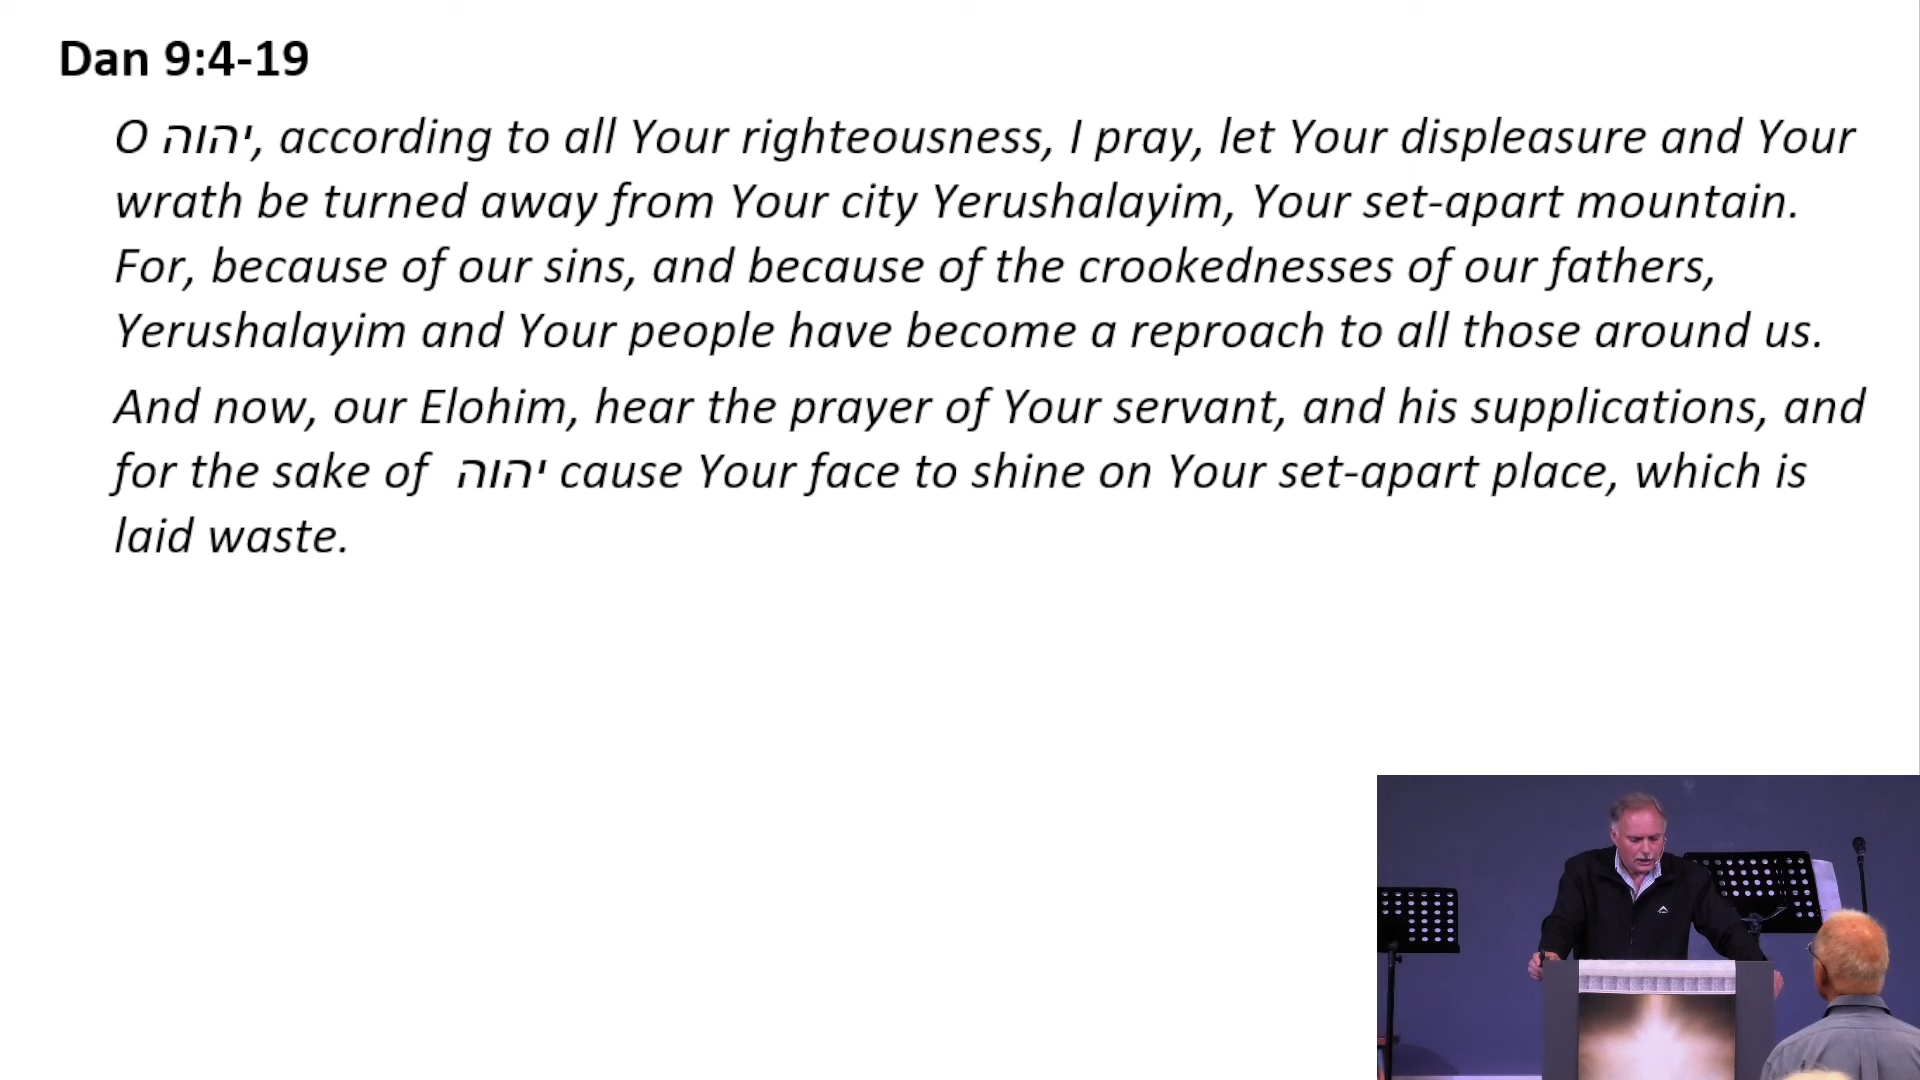 Dan 9:4-19
O יהוה, according to all Your righteousness, I pray, let Your displeasure and Your
wrath be turned away from Your city Yerushalayim, Your set-apart mountain.
For, because of our sins, and because of the crookednesses of our fathers,
Yerushalayim and Your people have become a reproach to all those around us.
And now, our Elohim, hear the prayer of Your servant, and his supplications, and
for the sake of יהוה cause Your face to shine on Your set-apart place, which is
laid waste.